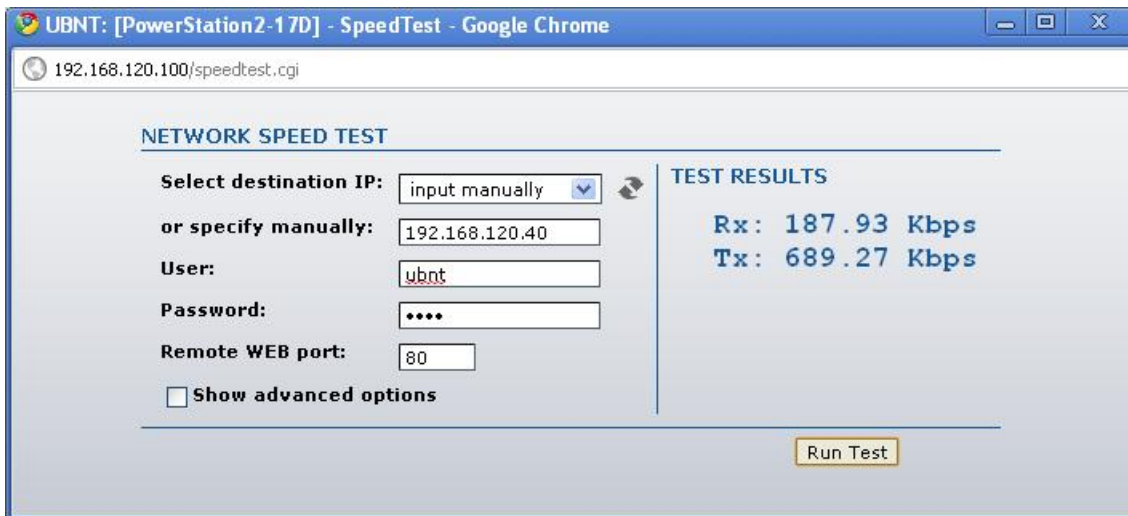 UBNT: [PowerStation2-17D] - SpeedTest - Google Chrome
192.168.120.100/speedtest.cgi
NETWORK SPEED TEST
Select destination IP: input manually
or specify manually: 192.168.120.40
User: ubnt
Password: ••••
Remote WEB port: 80
Show advanced options
TEST RESULTS
Rx: 187.93 Kbps
Tx: 689.27 Kbps
Run Test